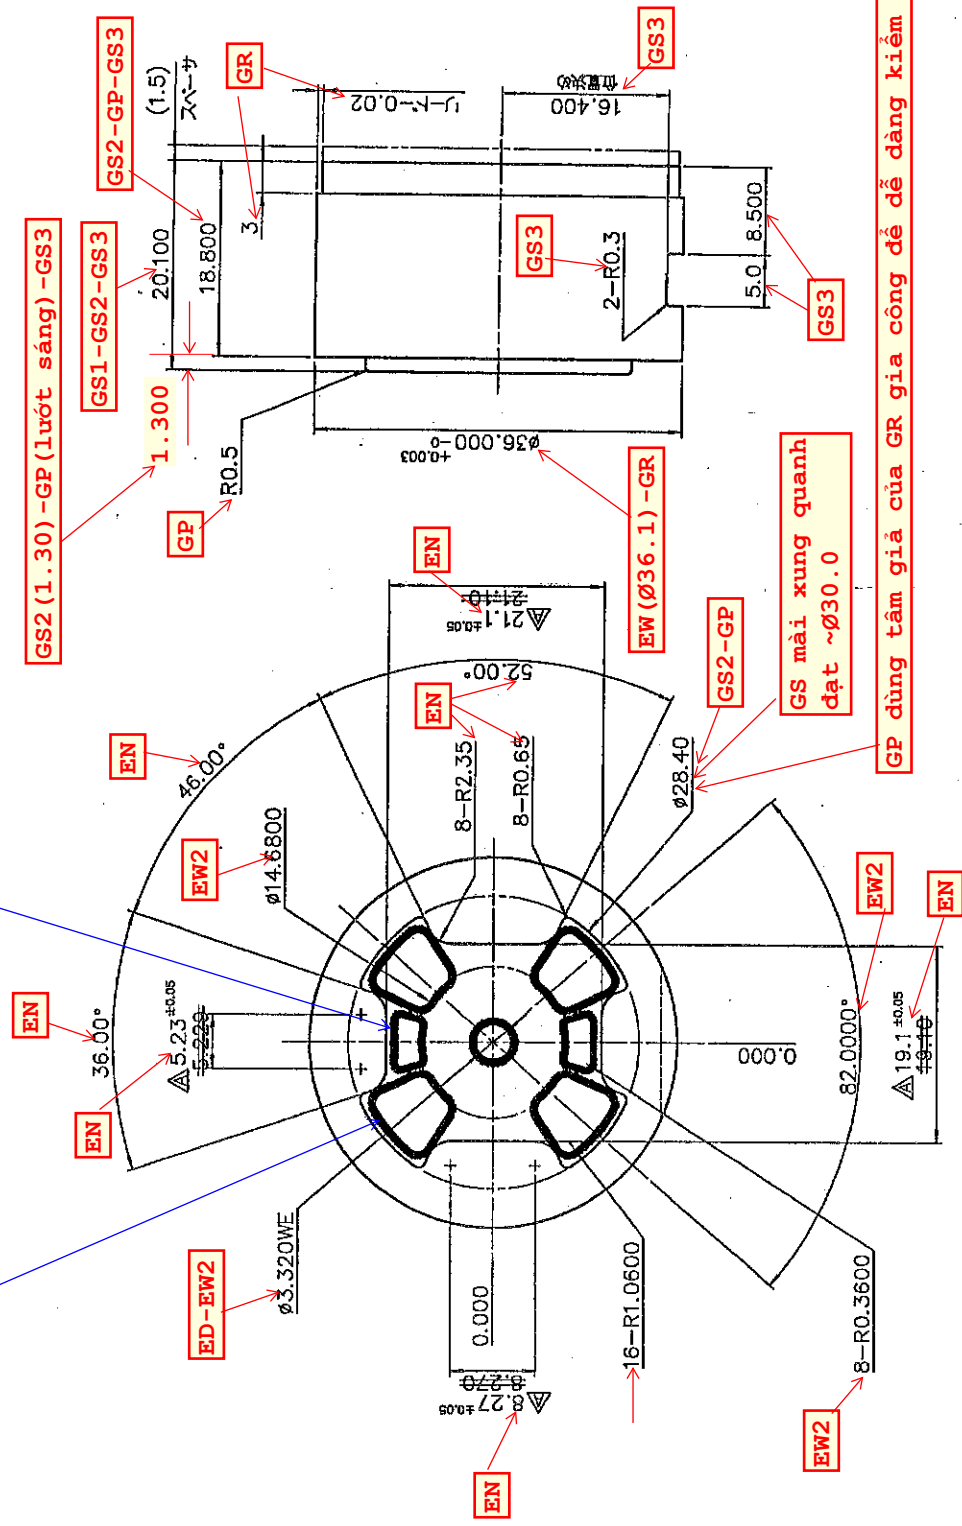 GS2(1.30)-GP(lướt sáng)-GS3
GS1-GS2-GS3
GS2-GP-GS3
(1.5)
スペーサ
20.100
18.800
1.300
3
GR
リード-0.02
16.400
位置決め
GS3
GP
R0.5
GS3
2-R0.3
5.0
8.500
GS3
ø36.000 +0.003 -0
EW(Ø36.1)-GR
EN
21.1 ±0.05
21.10
52.00°
EN
46.00°
EN
8-R2.35
8-R0.65
GS2-GP
ø28.40
GS mài xung quanh
đạt ~Ø30.0
GP dùng tâm giả của GR gia công để dễ dàng kiểm
EW2
ø14.6800
EN
36.00°
EN
A 5.23 ±0.05
5.229
ED-EW2
ø3.320WE
0.000
0.000
A 8.27 ±0.05
8.270
EN
16-R1.0600
8-R0.3600
EW2
82.0000°
EW2
A 19.1 ±0.05
19.10
EN